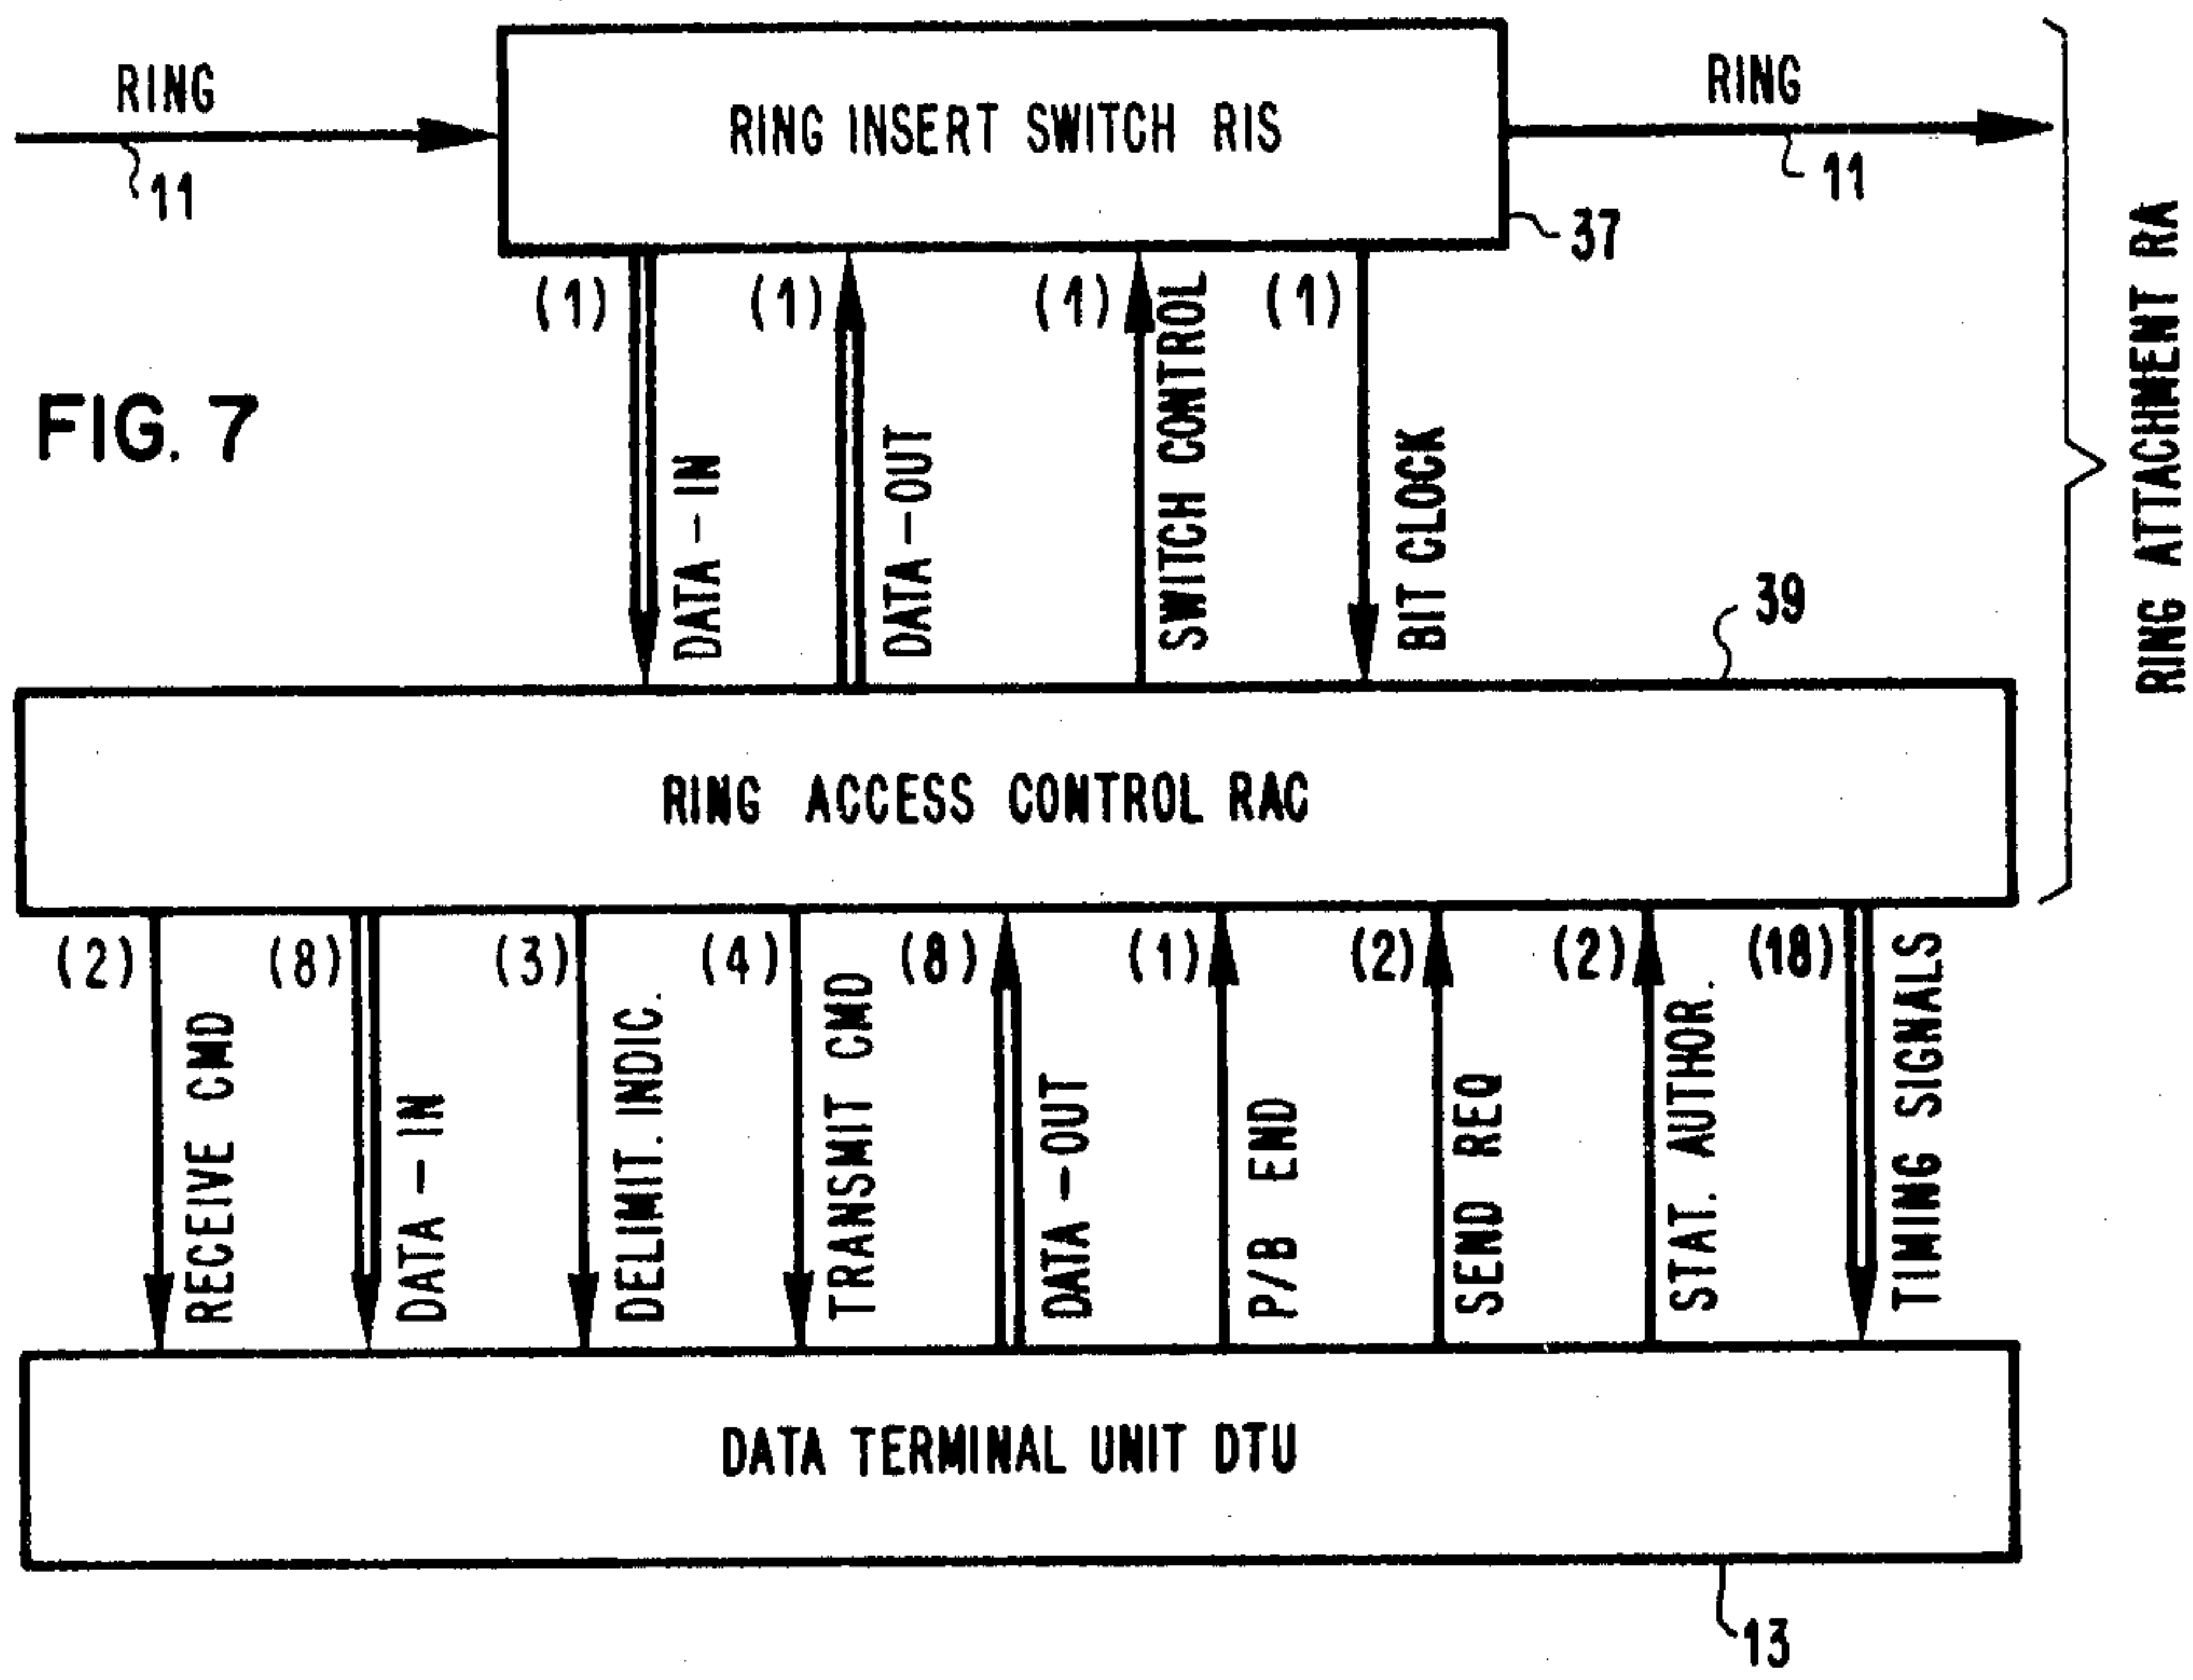 RING
RING INSERT SWITCH RIS
RING
11
11
37
(1)
DATA-IN
(1)
DATA-OUT
(1)
SWITCH CONTROL
(1)
BIT CLOCK
FIG. 7
RING ATTACHMENT RA
39
RING ACCESS CONTROL RAC
(2)
RECEIVE CMD
(8)
DATA-IN
(3)
DELIMIT. INDIC.
(4)
TRANSMIT CMD
(8)
DATA-OUT
(1)
P/B END
(2)
SEND REQ
(2)
STAT. AUTHOR.
(18)
TIMING SIGNALS
DATA TERMINAL UNIT DTU
13